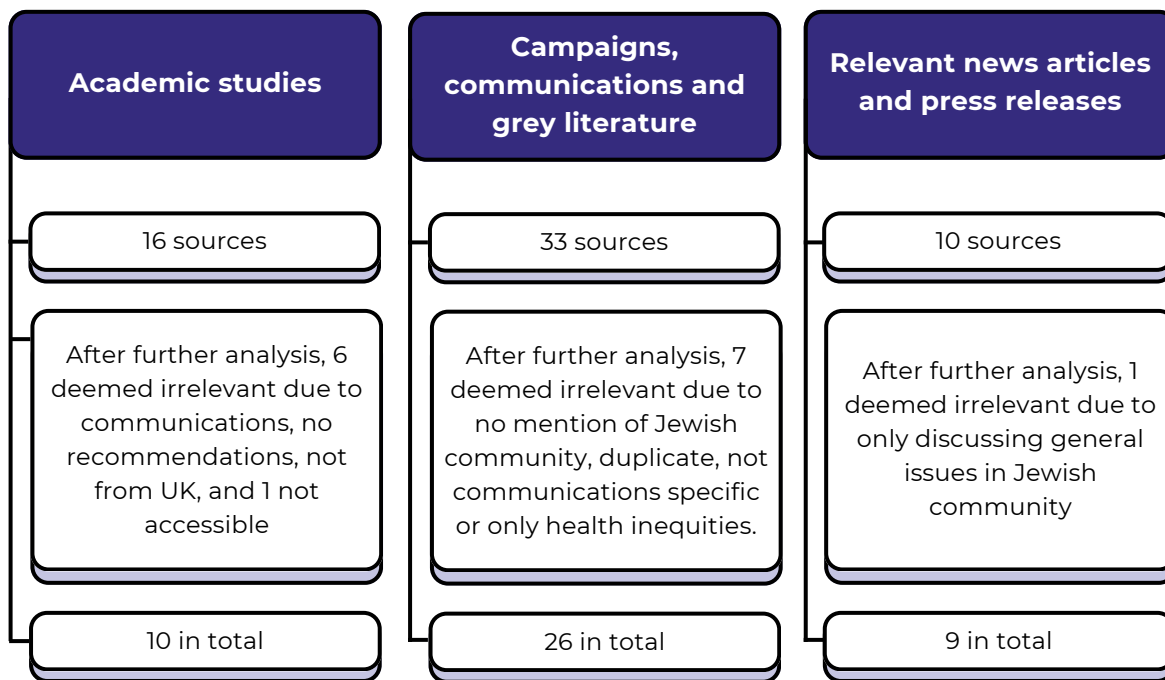 Academic studies
16 sources
After further analysis, 6
deemed irrelevant due to
communications, no
recommendations, not
from UK, and 1 not
accessible
10 in total
Campaigns,
communications and
grey literature
33 sources
After further analysis, 7
deemed irrelevant due to
no mention of Jewish
community, duplicate, not
communications specific
or only health inequities.
26 in total
Relevant news articles
and press releases
10 sources
After further analysis, 1
deemed irrelevant due to
only discussing general
issues in Jewish
community
9 in total